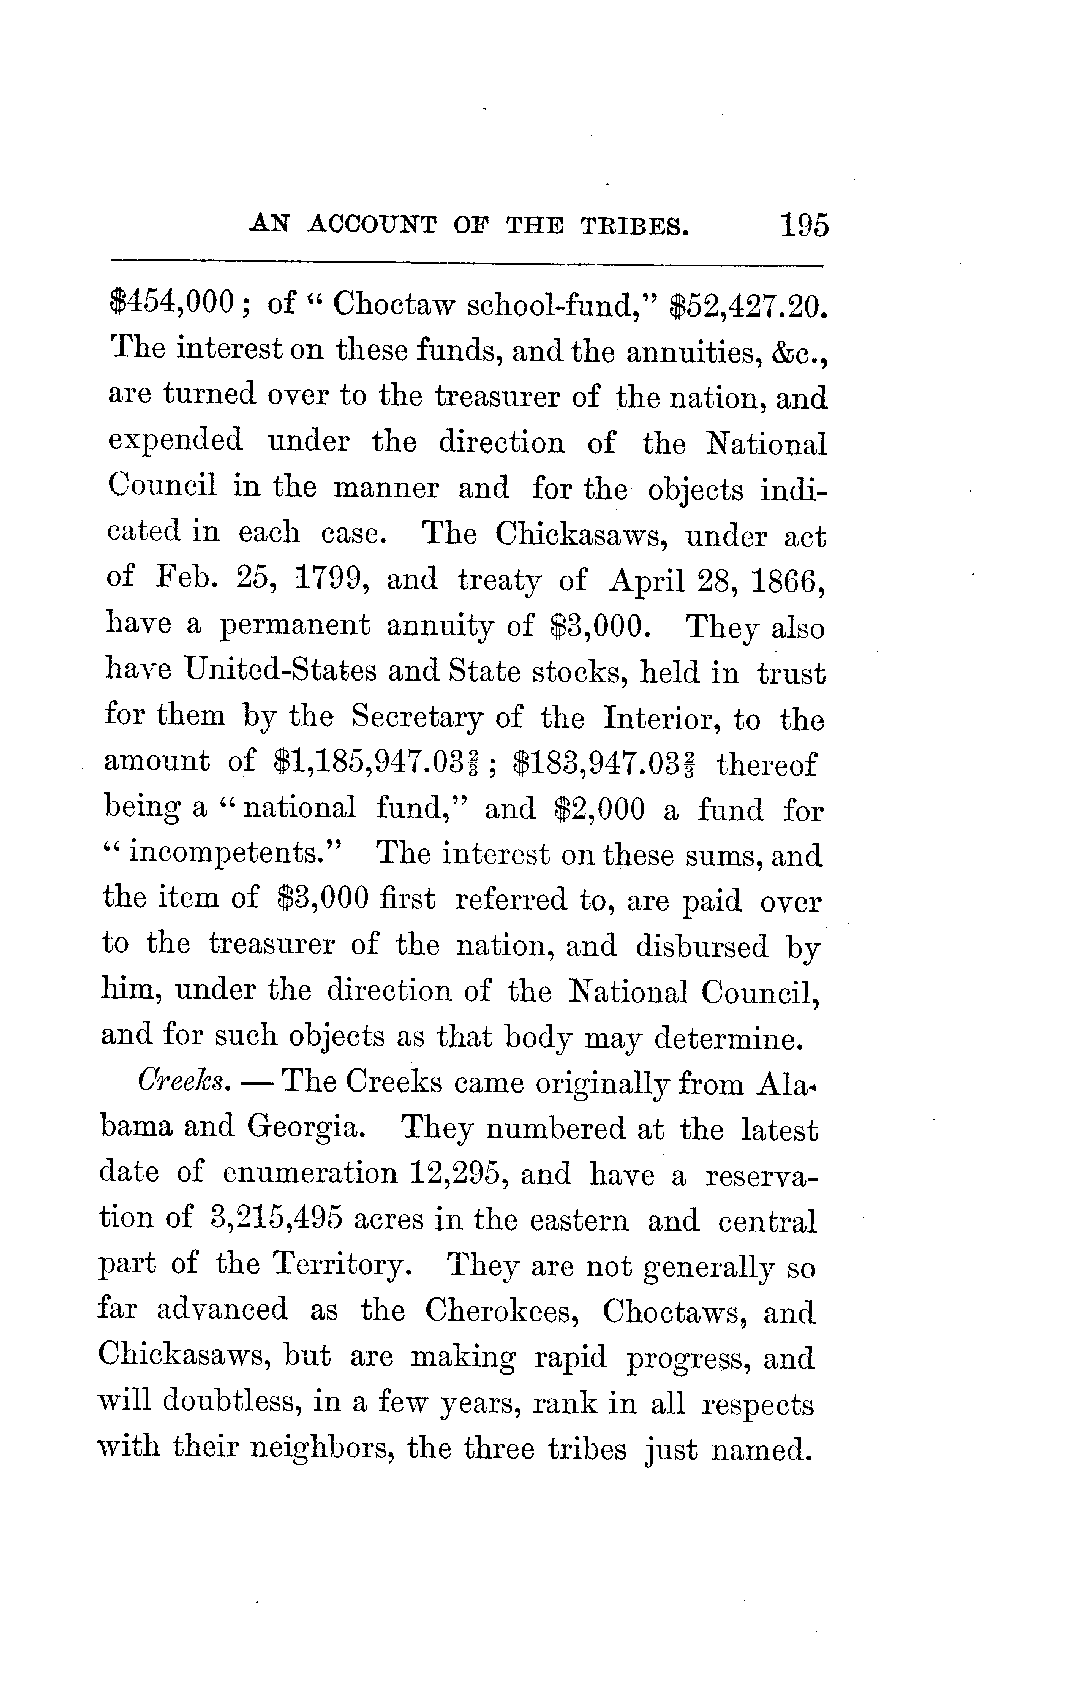 AN ACCOUNT OF THE TRIBES. 195
$454,000; of "Choctaw school-fund," $52,427.20.
The interest on these funds, and the annuities, &c.,
are turned over to the treasurer of the nation, and
expended under the direction of the National
Council in the manner and for the objects indi-
cated in each case. The Chickasaws, under act
of Feb. 25, 1799, and treaty of April 28, 1866,
have a permanent annuity of $3,000. They also
have United-States and State stocks, held in trust
for them by the Secretary of the Interior, to the
amount of $1,185,947.03⅔; $183,947.03⅔ thereof
being a "national fund," and $2,000 a fund for
"incompetents." The interest on these sums, and
the item of $3,000 first referred to, are paid over
to the treasurer of the nation, and disbursed by
him, under the direction of the National Council,
and for such objects as that body may determine.
Creeks. — The Creeks came originally from Ala-
bama and Georgia. They numbered at the latest
date of enumeration 12,295, and have a reserva-
tion of 3,215,495 acres in the eastern and central
part of the Territory. They are not generally so
far advanced as the Cherokees, Choctaws, and
Chickasaws, but are making rapid progress, and
will doubtless, in a few years, rank in all respects
with their neighbors, the three tribes just named.